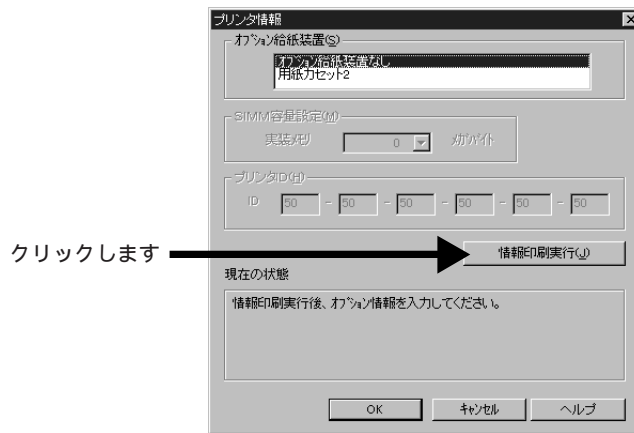 プリンタ情報
オプション給紙装置(S)
オプション給紙装置なし
用紙カセット2
SIMM容量設定(M)
実装メモリ 0 メガバイト
プリンタID(H)
ID 50 - 50 - 50 - 50 - 50 - 50
クリックします
情報印刷実行(J)
現在の状態
情報印刷実行後、オプション情報を入力してください。
OK キャンセル ヘルプ